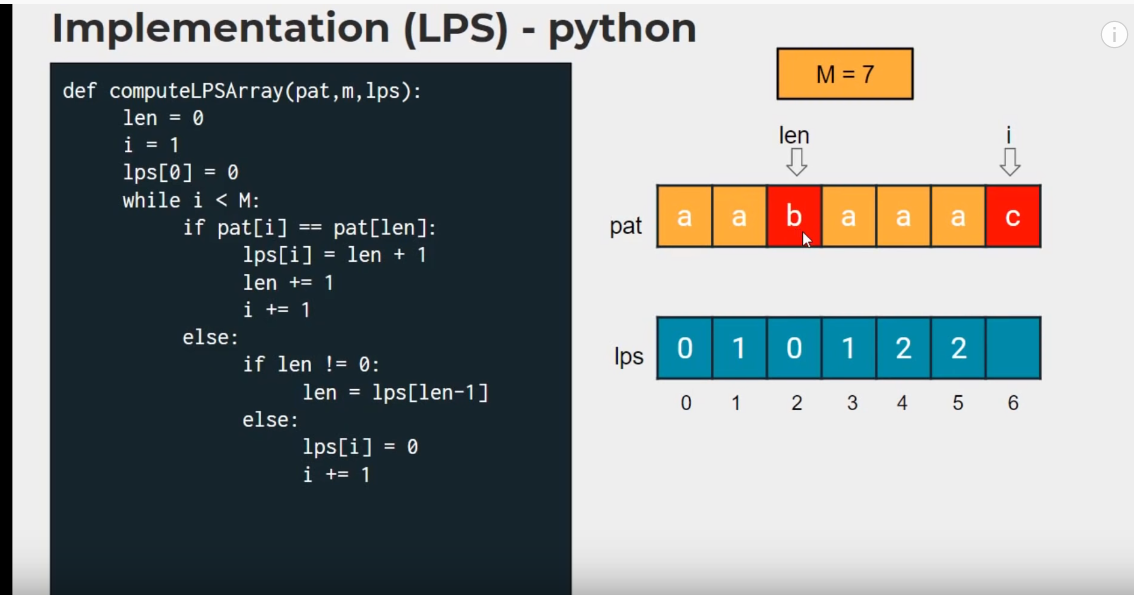 Implementation (LPS) - python
def computeLPSArray(pat,m,lps):
len = 0
i = 1
lps[0] = 0
while i < M:
if pat[i] == pat[len]:
lps[i] = len + 1
len += 1
i += 1
else:
if len != 0:
len = lps[len-1]
else:
lps[i] = 0
i += 1
M = 7
len i
pat a a b a a a c
lps 0 1 0 1 2 2
0 1 2 3 4 5 6
i